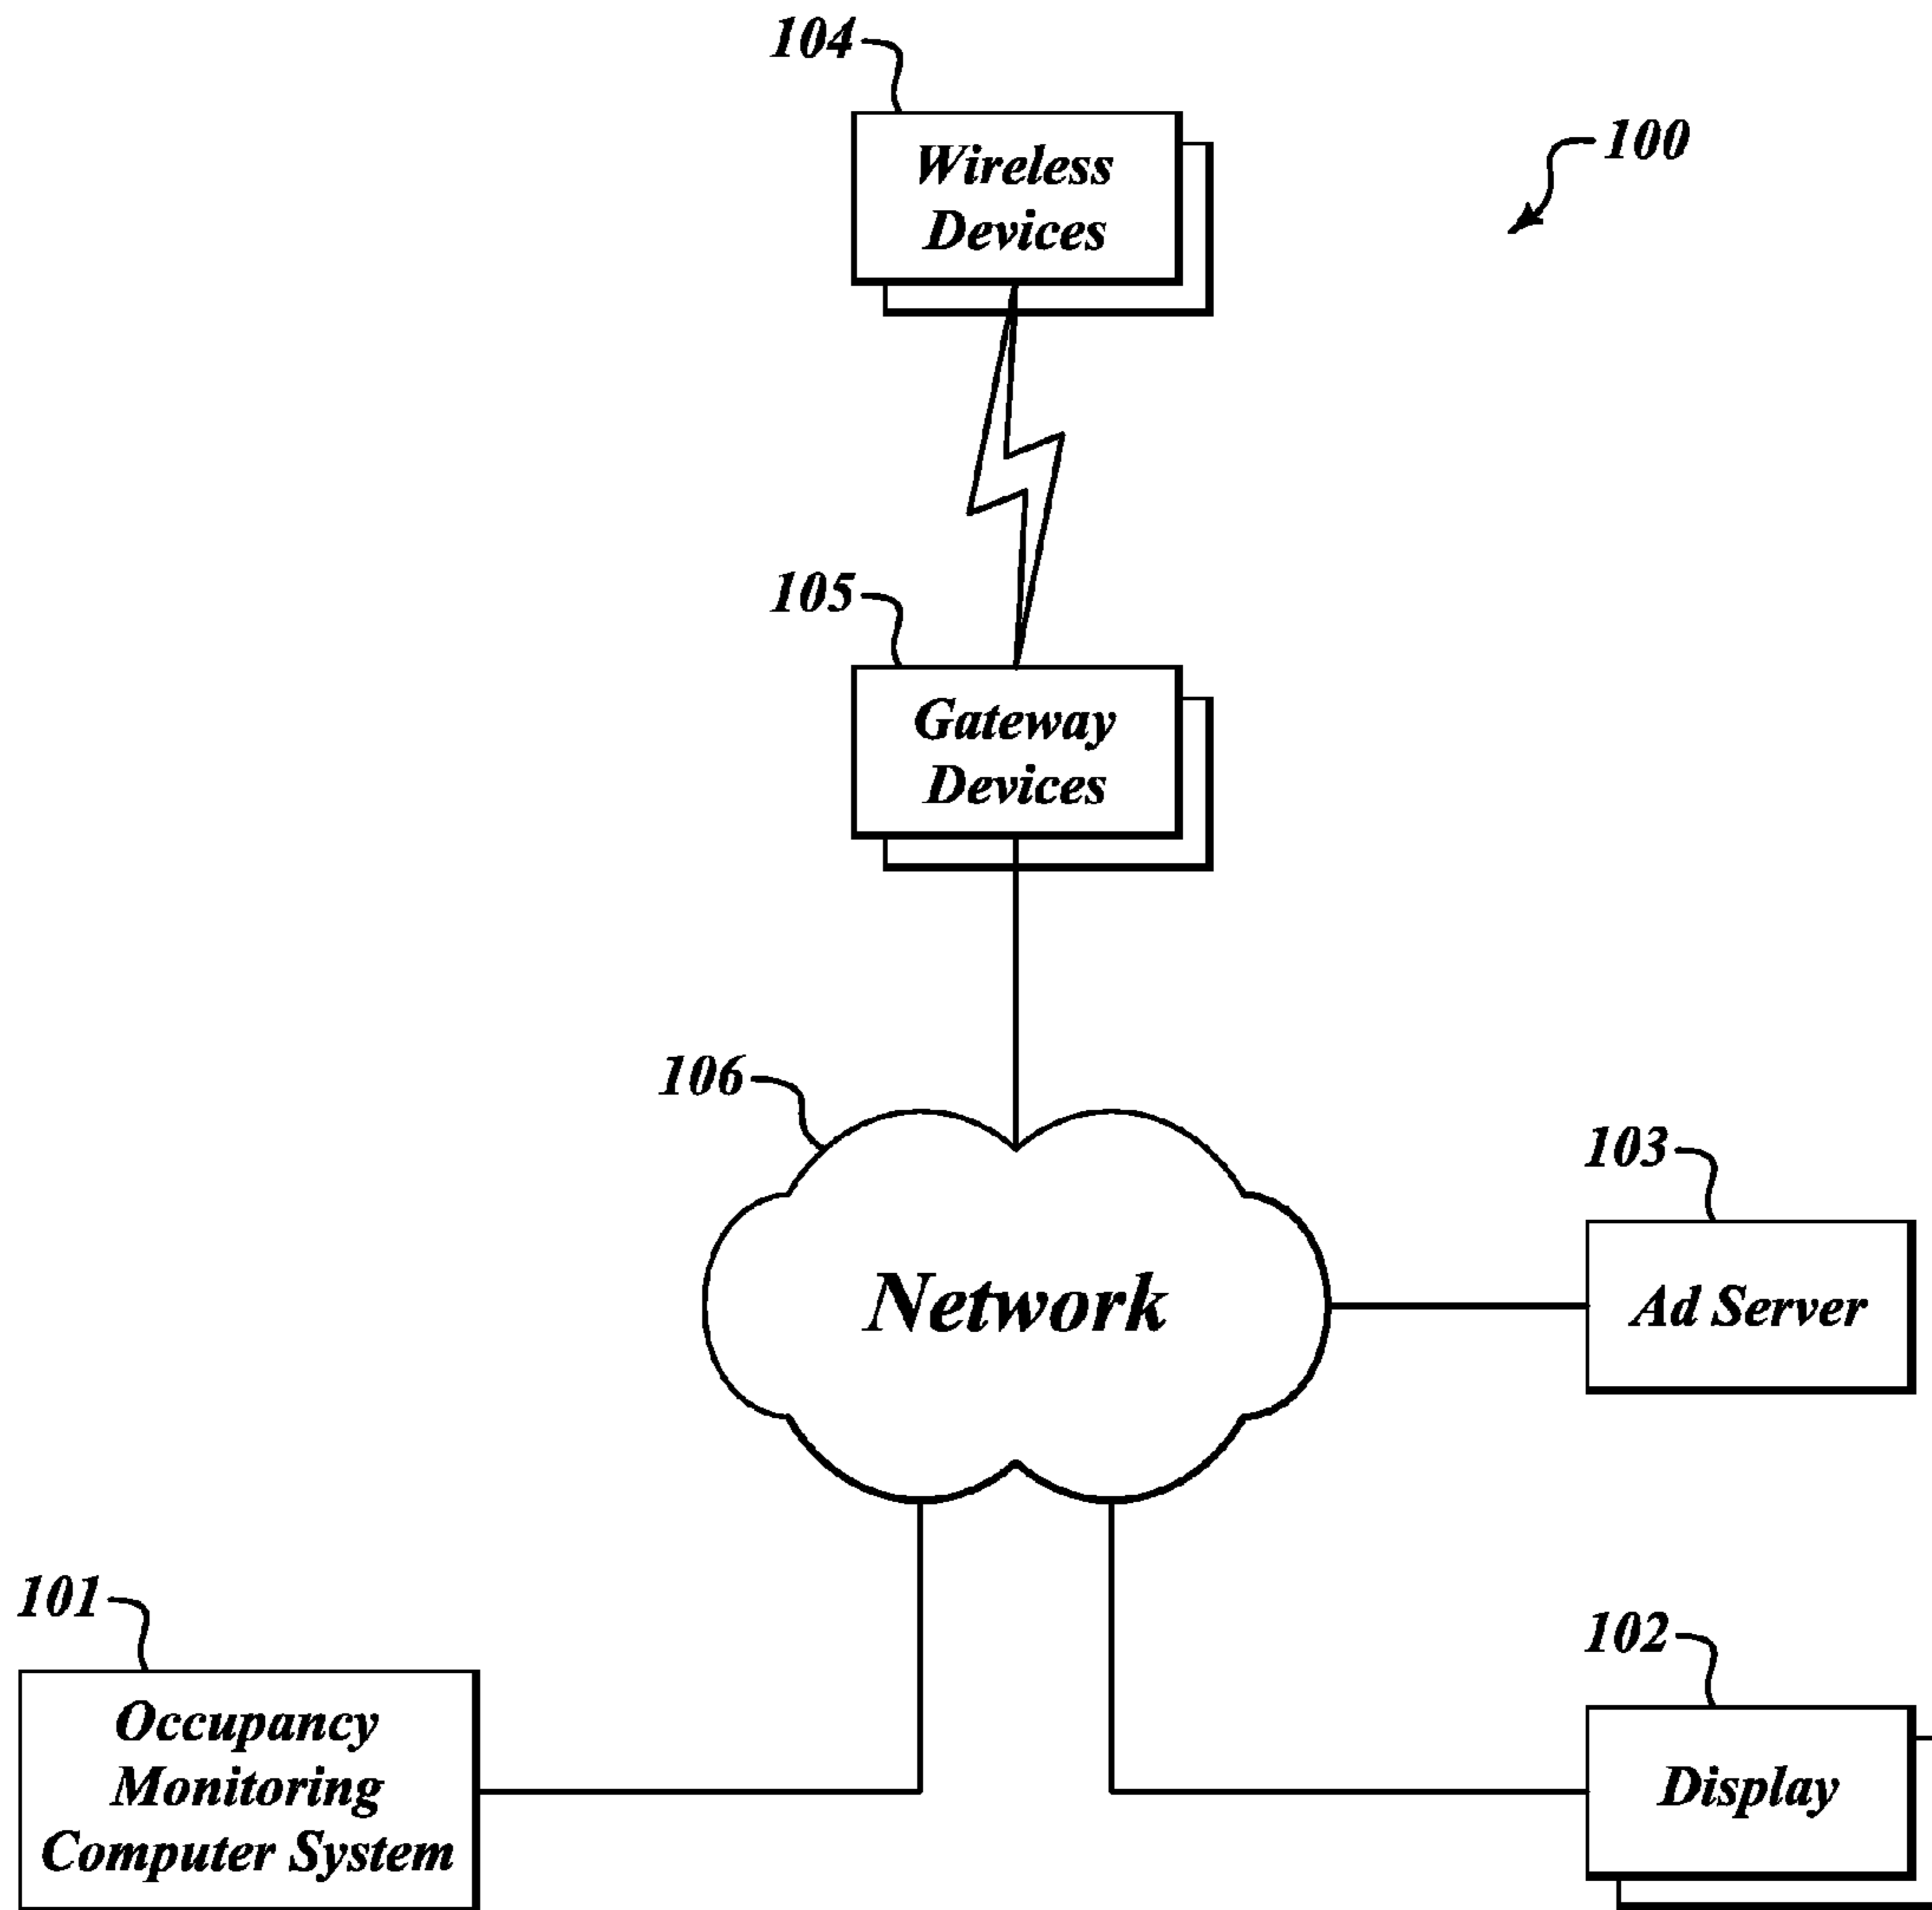 104
100
Wireless
Devices
105
Gateway
Devices
106
103
Network
Ad Server
101
102
Occupancy
Monitoring
Computer System
Display